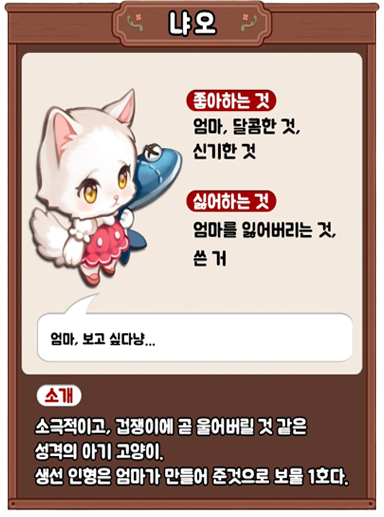 냐오
좋아하는 것
엄마, 달콤한 것,
신기한 것
싫어하는 것
엄마를 잃어버리는 것,
쓴 거
엄마, 보고 싶다냥...
소개
소극적이고, 겁쟁이에 곧 울어버릴 것 같은
성격의 아기 고양이.
생선 인형은 엄마가 만들어 준것으로 보물 1호다.